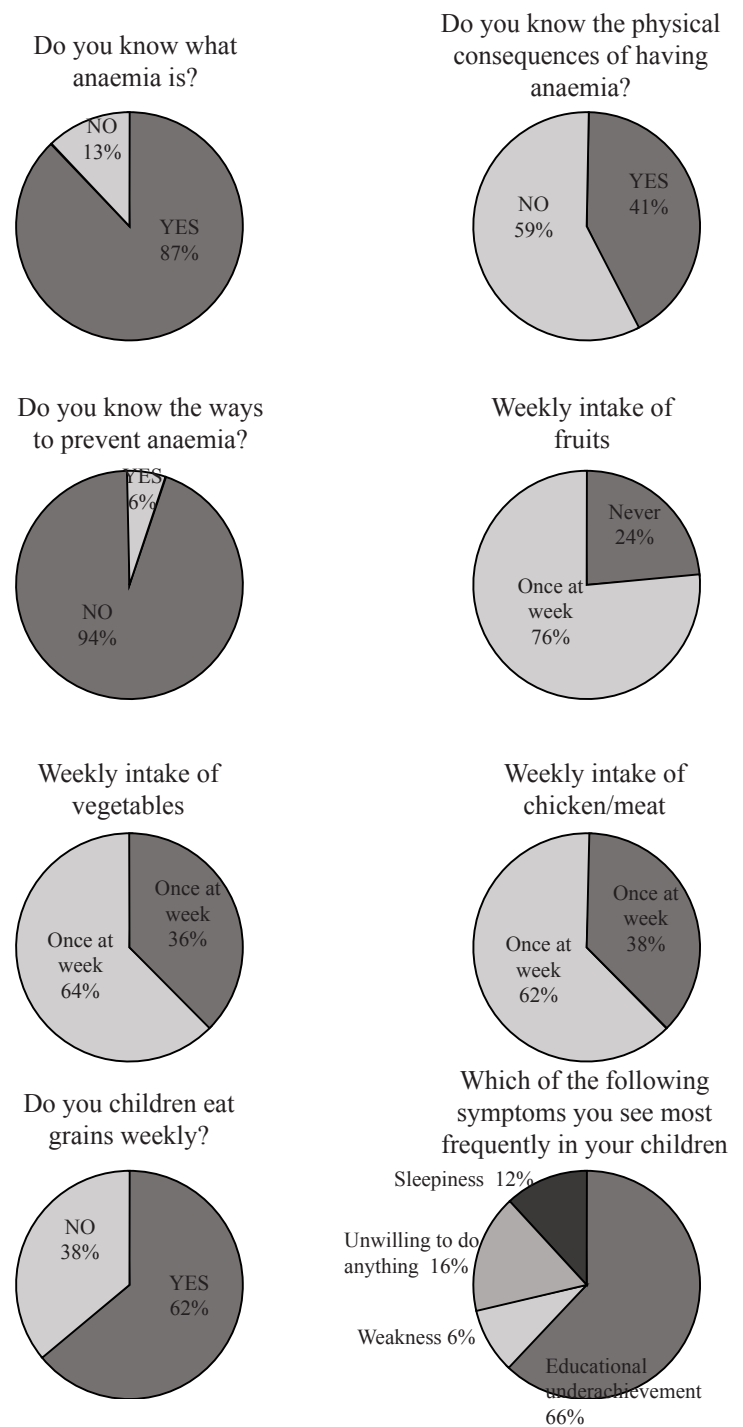 Do you know what
anaemia is?
NO
13%
YES
87%
Do you know the physical
consequences of having
anaemia?
NO
59%
YES
41%
Do you know the ways
to prevent anaemia?
YES
6%
NO
94%
Weekly intake of
fruits
Never
24%
Once at
week
76%
Weekly intake of
vegetables
Once at
week
36%
Once at
week
64%
Weekly intake of
chicken/meat
Once at
week
38%
Once at
week
62%
Do you children eat
grains weekly?
NO
38%
YES
62%
Which of the following
symptoms you see most
frequently in your children
Sleepiness 12%
Unwilling to do
anything 16%
Weakness 6%
Educational
underachievement
66%